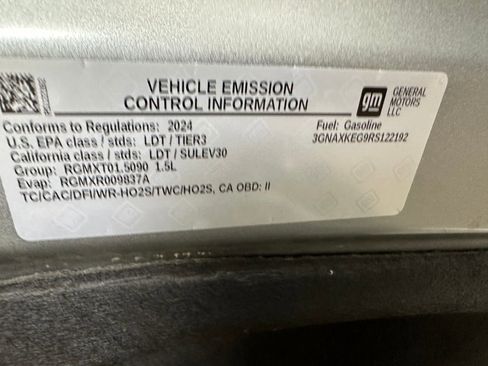 VEHICLE EMISSION
CONTROL INFORMATION
gm
GENERAL
MOTORS
LLC
Conforms to Regulations: 2024
Fuel: Gasoline
U.S. EPA class / stds: LDT / TIER3
3GNAXKEG9RS122192
California class / stds: LDT / SULEV30
Group: RGMXT01.5090 1.5L
Evap: RGMXR009837A
TC/CAC/DFI/WR-HO2S/TWC/HO2S, CA OBD: II